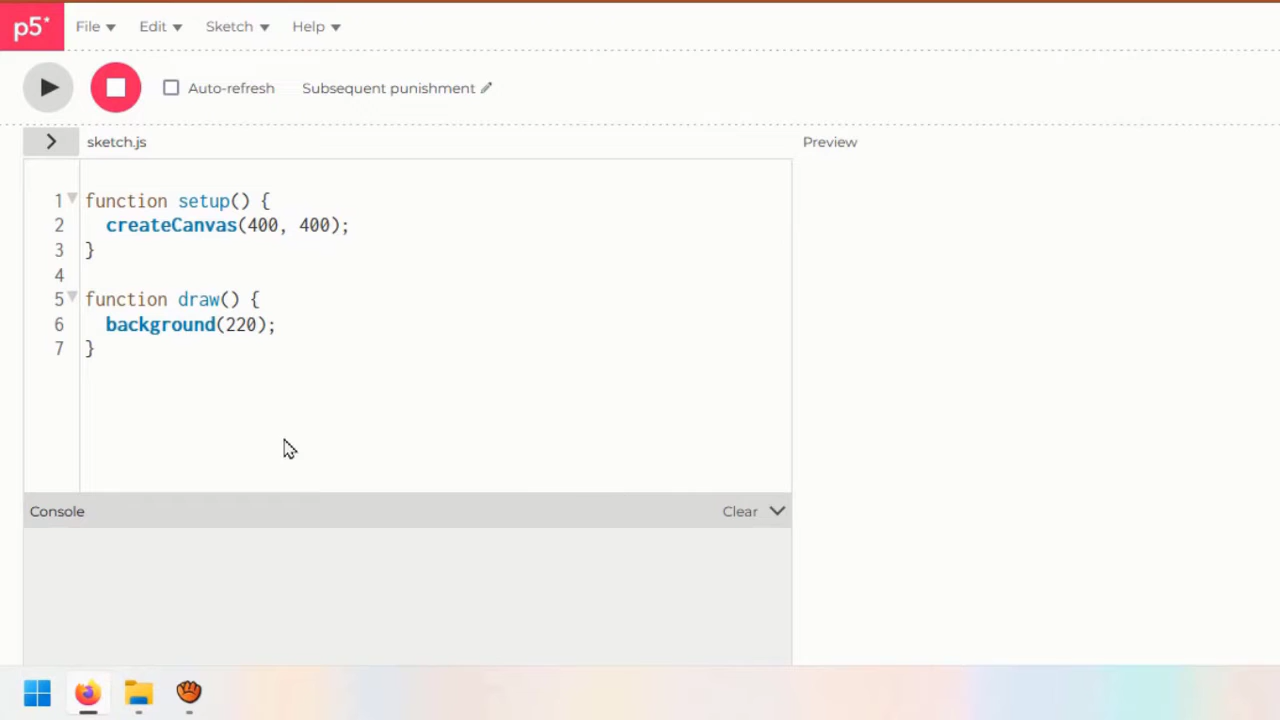 p5*
File Edit Sketch Help
Auto-refresh Subsequent punishment
sketch.js Preview
1 function setup() {
2 createCanvas(400, 400);
3 }
4
5 function draw() {
6 background(220);
7 }
Console Clear